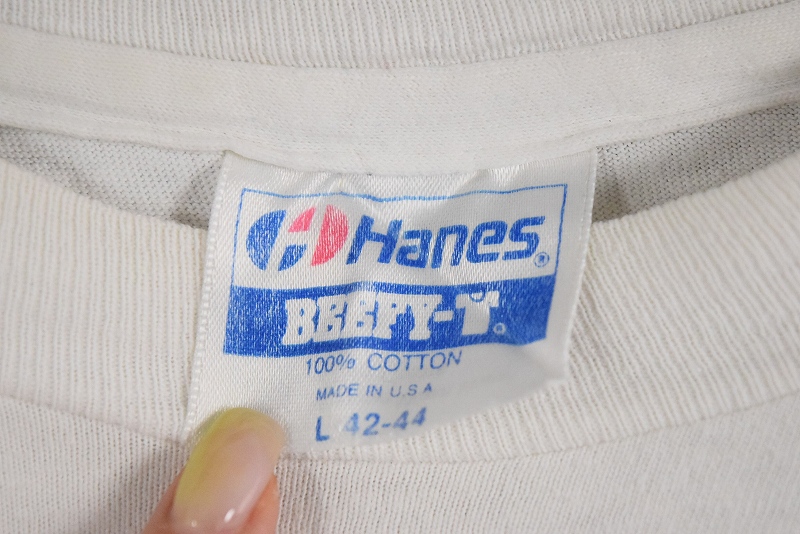 Hanes®
BEEFY-T®
100% COTTON
MADE IN U.S A
L 42-44